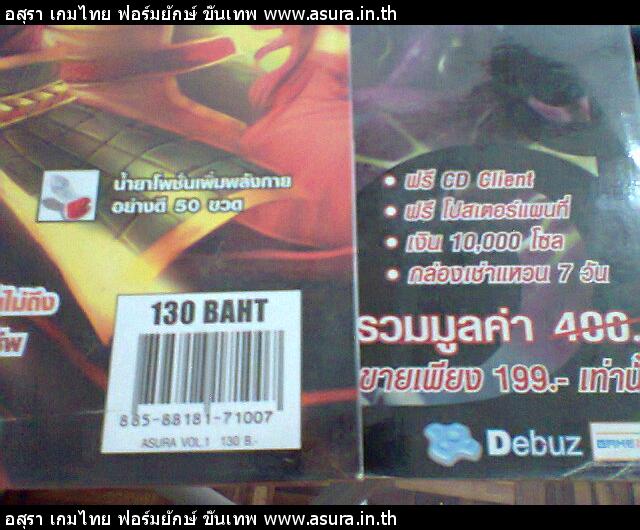 อสุรา เกมไทย ฟอร์มยักษ์ ขั้นเทพ www.asura.in.th
น้ำยาโพชั่นเพิ่มพลังกาย
อย่างดี 50 ขวด
ไม่ถึง
130 BAHT
885-88181-71007
ASURA VOL.1 130 B.-
• ฟรี CD Client
• ฟรี โปสเตอร์แผนที่
• เงิน 10,000 โซล
• กล่องเช่าแหวน 7 วัน
รวมมูลค่า 400.
ขายเพียง 199.- เท่านั้
Debuz
GAME
อสุรา เกมไทย ฟอร์มยักษ์ ขั้นเทพ www.asura.in.th